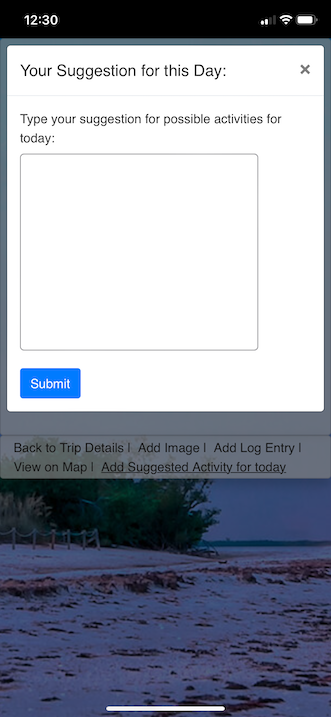 12:30
Your Suggestion for this Day:
×
Type your suggestion for possible activities for
today:
Submit
Back to Trip Details | Add Image | Add Log Entry |
View on Map | Add Suggested Activity for today